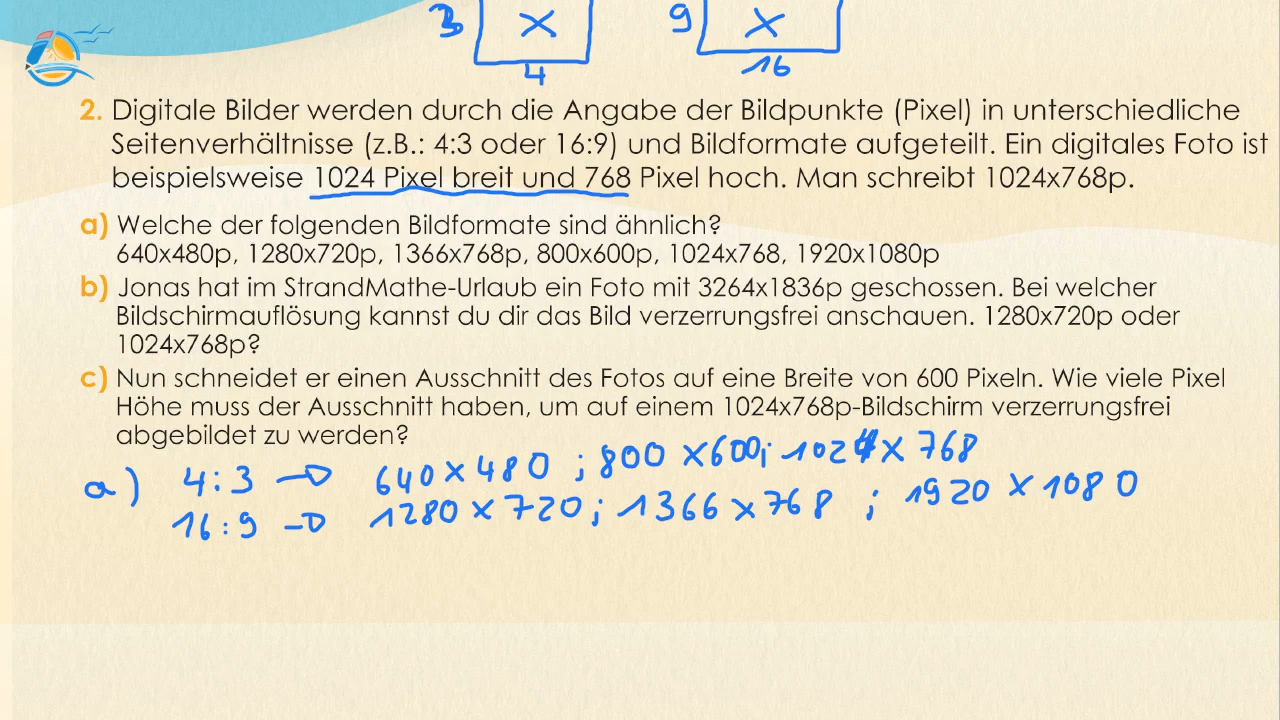 3 X 9 X
4 16
2. Digitale Bilder werden durch die Angabe der Bildpunkte (Pixel) in unterschiedliche
Seitenverhältnisse (z.B.: 4:3 oder 16:9) und Bildformate aufgeteilt. Ein digitales Foto ist
beispielsweise 1024 Pixel breit und 768 Pixel hoch. Man schreibt 1024x768p.
a) Welche der folgenden Bildformate sind ähnlich?
640x480p, 1280x720p, 1366x768p, 800x600p, 1024x768, 1920x1080p
b) Jonas hat im StrandMathe-Urlaub ein Foto mit 3264x1836p geschossen. Bei welcher
Bildschirmauflösung kannst du dir das Bild verzerrungsfrei anschauen. 1280x720p oder
1024x768p?
c) Nun schneidet er einen Ausschnitt des Fotos auf eine Breite von 600 Pixeln. Wie viele Pixel
Höhe muss der Ausschnitt haben, um auf einem 1024x768p-Bildschirm verzerrungsfrei
abgebildet zu werden?
a) 4:3 → 640 x 480 ; 800 x 600; 1024 x 768
16:9 → 1280 x 720; 1366 x 768 ; 1920 x 1080